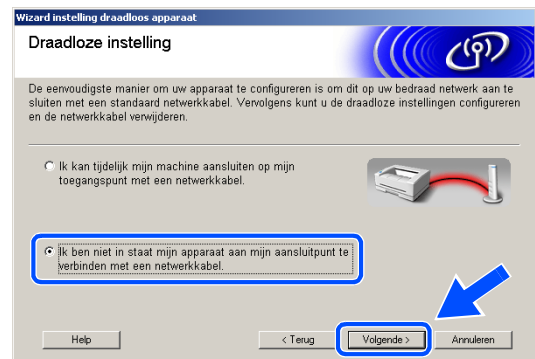 Wizard instelling draadloos apparaat
Draadloze instelling
De eenvoudigste manier om uw apparaat te configureren is om dit op uw bedraad netwerk aan te
sluiten met een standaard netwerkkabel. Vervolgens kunt u de draadloze instellingen configureren
en de netwerkkabel verwijderen.
Ik kan tijdelijk mijn machine aansluiten op mijn
toegangspunt met een netwerkkabel.
Ik ben niet in staat mijn apparaat aan mijn aansluitpunt te
verbinden met een netwerkkabel.
Help
< Terug
Volgende >
Annuleren